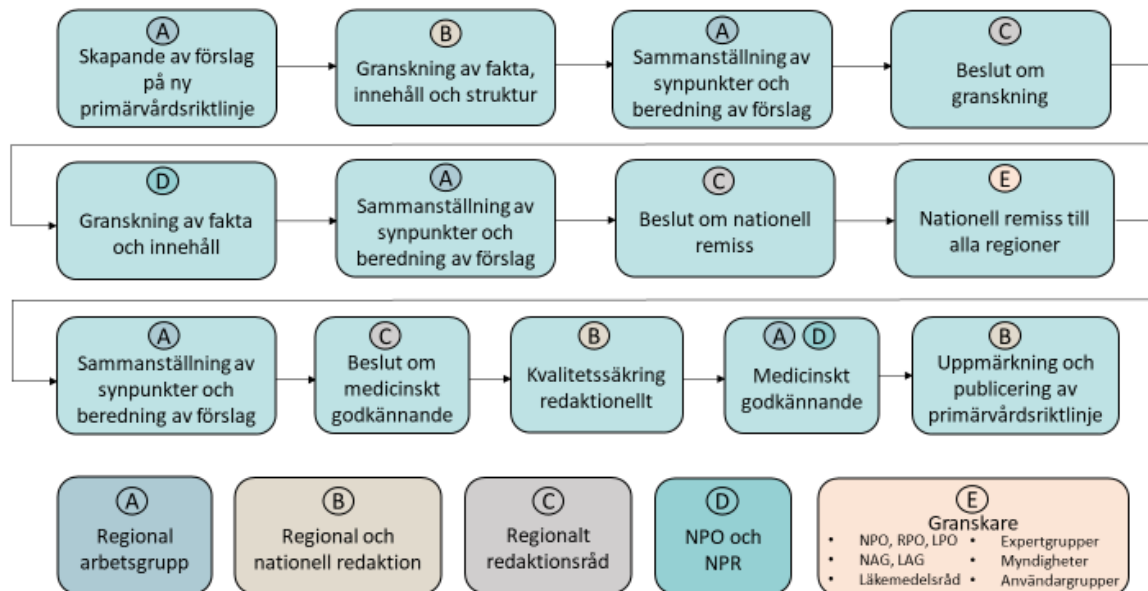 A
Skapande av förslag
på ny
primärvårdsriktlinje
B
Granskning av fakta,
innehåll och struktur
A
Sammanställning av
synpunkter och
beredning av förslag
C
Beslut om
granskning
D
Granskning av fakta
och innehåll
A
Sammanställning av
synpunkter och
beredning av förslag
C
Beslut om nationell
remiss
E
Nationell remiss till
alla regioner
A
Sammanställning av
synpunkter och
beredning av förslag
C
Beslut om
medicinskt
godkännande
B
Kvalitetssäkring
redaktionellt
A D
Medicinskt
godkännande
B
Uppmärkning och
publicering av
primärvårdsriktlinje
A
Regional
arbetsgrupp
B
Regional och
nationell redaktion
C
Regionalt
redaktionsråd
D
NPO och
NPR
E
Granskare
• NPO, RPO, LPO
• NAG, LAG
• Läkemedelsråd
• Expertgrupper
• Myndigheter
• Användargrupper